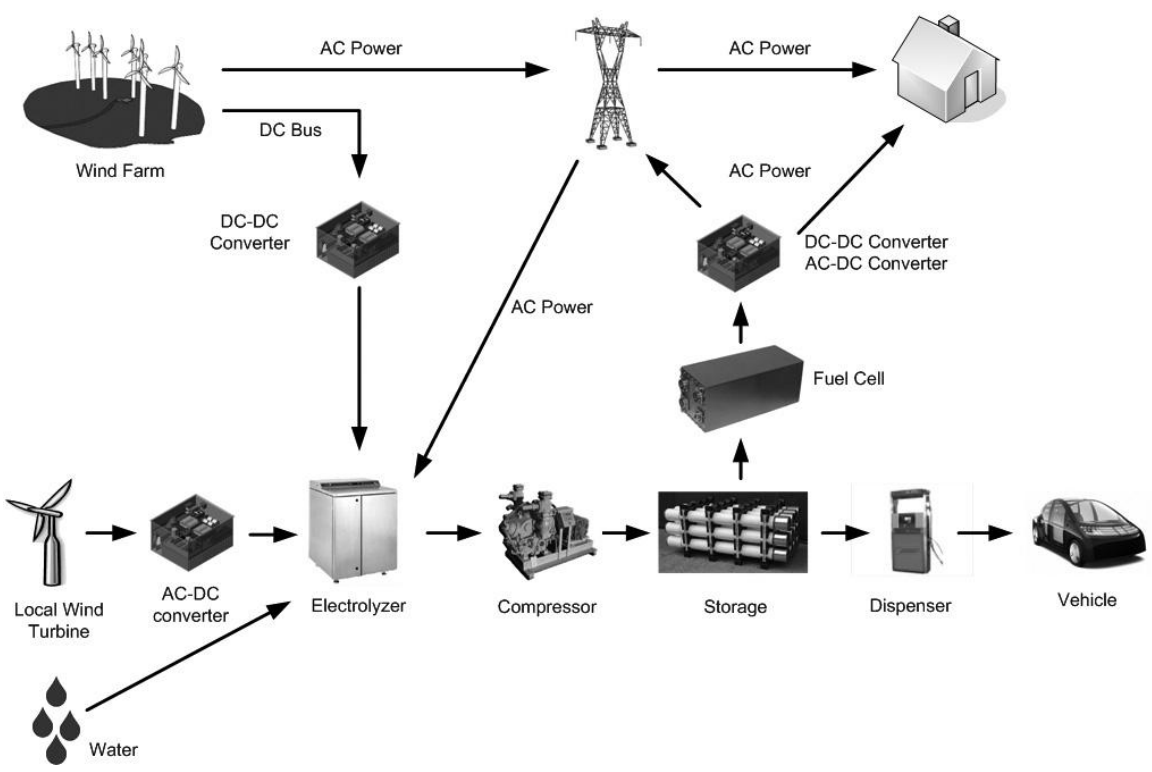 AC Power
AC Power
DC Bus
Wind Farm
AC Power
DC-DC
Converter
DC-DC Converter
AC-DC Converter
AC Power
Fuel Cell
Local Wind
Turbine
AC-DC
converter
Electrolyzer
Compressor
Storage
Dispenser
Vehicle
Water